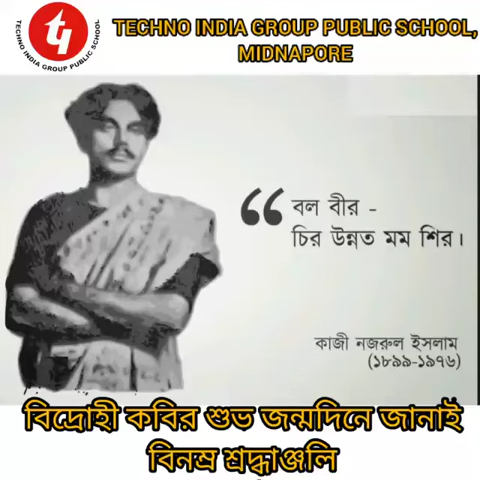 TECHNO INDIA GROUP PUBLIC SCHOOL
TECHNO INDIA GROUP PUBLIC SCHOOL,
MIDNAPORE
“ বল বীর -
চির উন্নত মম শির।
কাজী নজরুল ইসলাম
(১৮৯৯-১৯৭৬)
বিদ্রোহী কবির শুভ জন্মদিনে জানাই
বিনম্র শ্রদ্ধাঞ্জলি